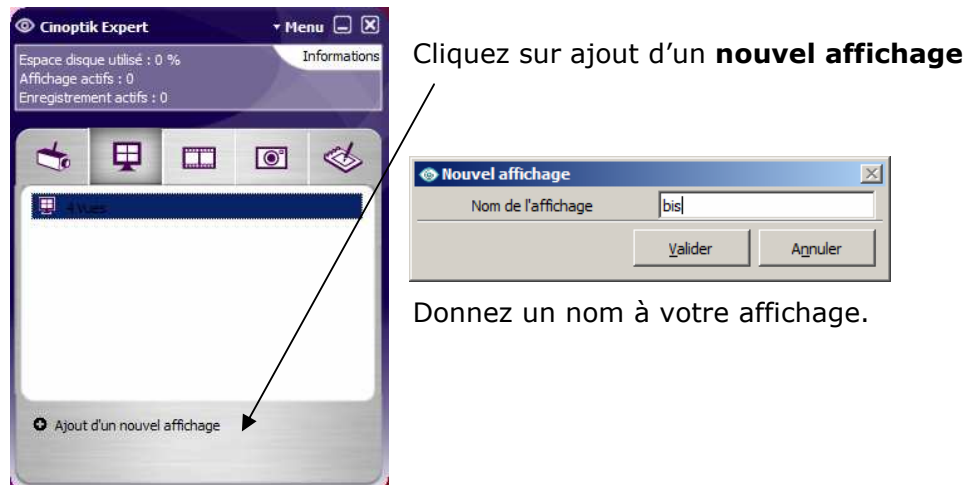 Cinoptik Expert
Menu
Espace disque utilisé : 0 %
Informations
Affichage actifs : 0
Enregistrement actifs : 0
4 Vues
Ajout d'un nouvel affichage
Cliquez sur ajout d'un nouvel affichage
Nouvel affichage
Nom de l'affichage
bis
Valider
Annuler
Donnez un nom à votre affichage.